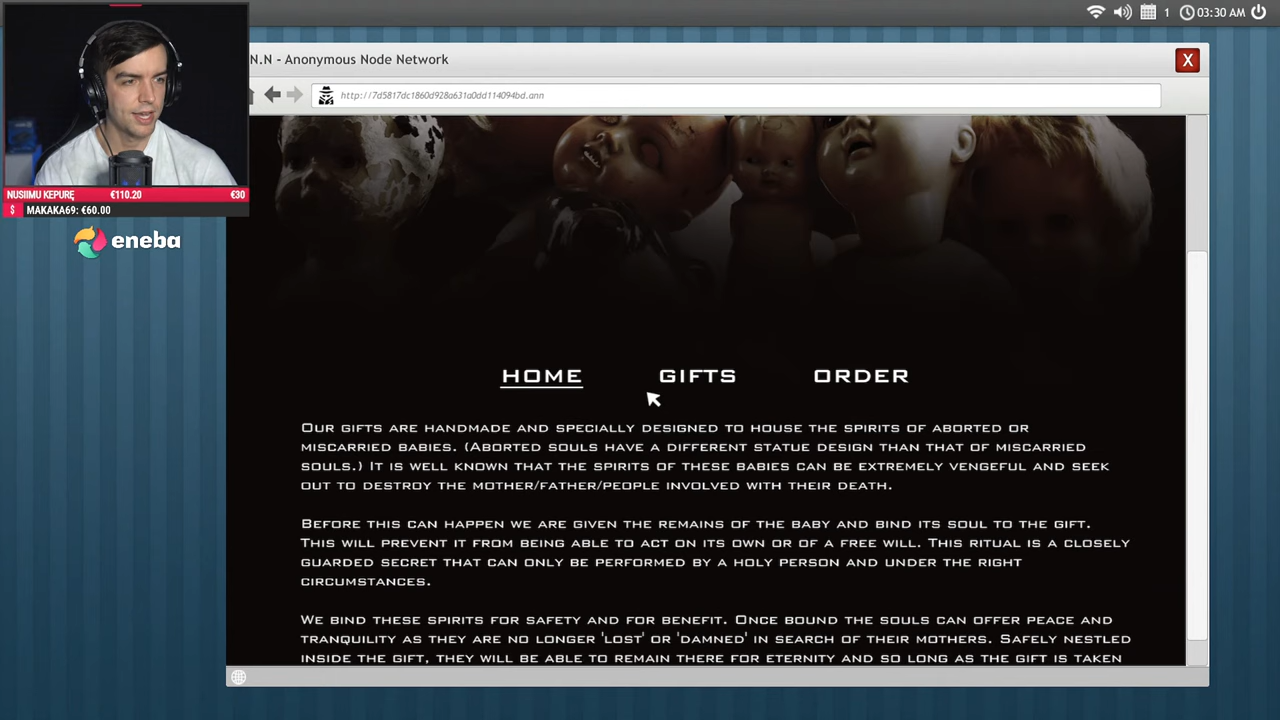 1
03:30 AM
N.N - Anonymous Node Network
X
http://7d5817dc1860d928a631a0dd114094bd.ann
NUSIIMU KEPURĘ €110.20 €30
$ MAKAKA69: €60.00
eneba
HOME GIFTS ORDER
OUR GIFTS ARE HANDMADE AND SPECIALLY DESIGNED TO HOUSE THE SPIRITS OF ABORTED OR
MISCARRIED BABIES. (ABORTED SOULS HAVE A DIFFERENT STATUE DESIGN THAN THAT OF MISCARRIED
SOULS.) IT IS WELL KNOWN THAT THE SPIRITS OF THESE BABIES CAN BE EXTREMELY VENGEFUL AND SEEK
OUT TO DESTROY THE MOTHER/FATHER/PEOPLE INVOLVED WITH THEIR DEATH.
BEFORE THIS CAN HAPPEN WE ARE GIVEN THE REMAINS OF THE BABY AND BIND ITS SOUL TO THE GIFT.
THIS WILL PREVENT IT FROM BEING ABLE TO ACT ON ITS OWN OR OF A FREE WILL. THIS RITUAL IS A CLOSELY
GUARDED SECRET THAT CAN ONLY BE PERFORMED BY A HOLY PERSON AND UNDER THE RIGHT
CIRCUMSTANCES.
WE BIND THESE SPIRITS FOR SAFETY AND FOR BENEFIT. ONCE BOUND THE SOULS CAN OFFER PEACE AND
TRANQUILITY AS THEY ARE NO LONGER 'LOST' OR 'DAMNED' IN SEARCH OF THEIR MOTHERS. SAFELY NESTLED
INSIDE THE GIFT, THEY WILL BE ABLE TO REMAIN THERE FOR ETERNITY AND SO LONG AS THE GIFT IS TAKEN